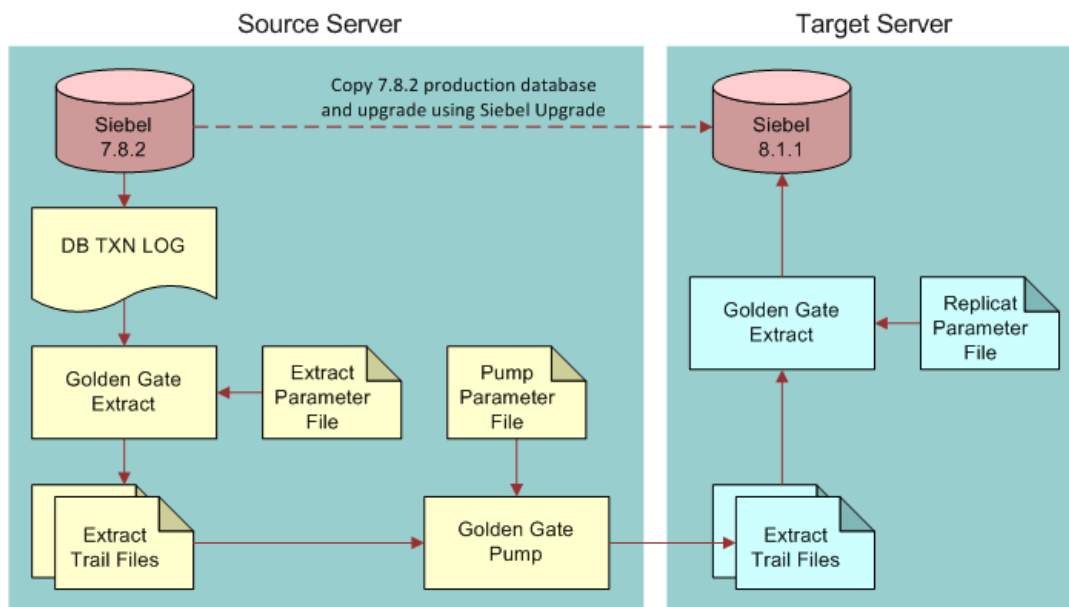 Source Server
Target Server
Copy 7.8.2 production database
and upgrade using Siebel Upgrade
Siebel
7.8.2
Siebel
8.1.1
DB TXN LOG
Golden Gate
Extract
Extract
Parameter
File
Pump
Parameter
File
Golden Gate
Extract
Replicat
Parameter
File
Extract
Trail Files
Golden Gate
Pump
Extract
Trail Files